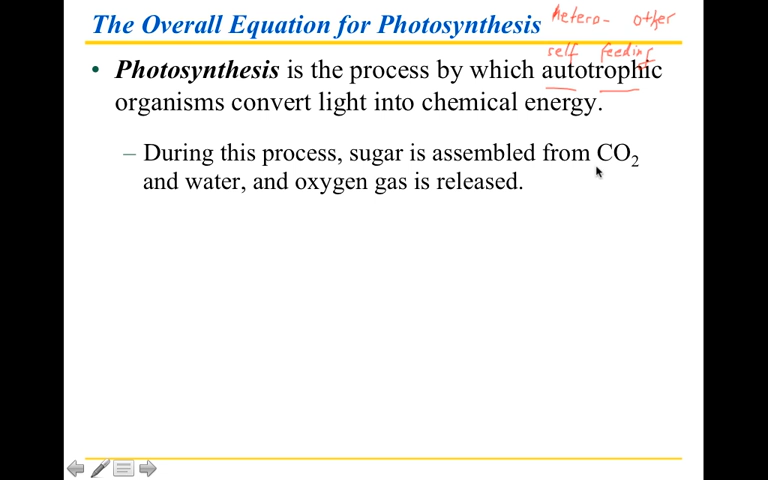 The Overall Equation for Photosynthesis
Hetero- other
self feeding
• Photosynthesis is the process by which autotrophic
organisms convert light into chemical energy.
– During this process, sugar is assembled from CO₂
and water, and oxygen gas is released.